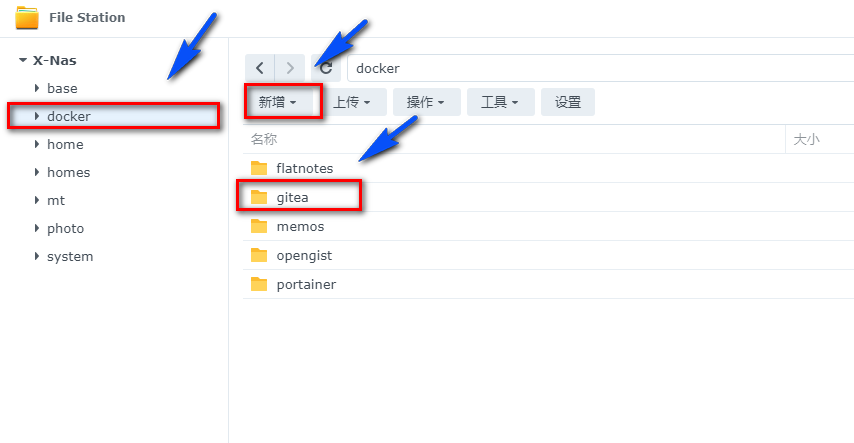 File Station
X-Nas
base
docker
home
homes
mt
photo
system
docker
新增 上传 操作 工具 设置
名称 大小
flatnotes
gitea
memos
opengist
portainer